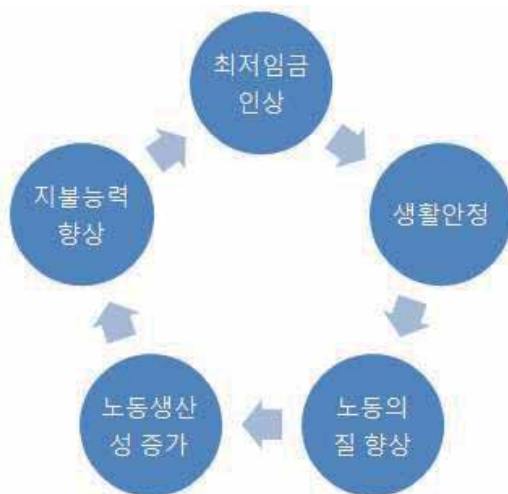 최저임금
인상
생활안정
노동의
질 향상
노동생산
성 증가
지불능력
향상